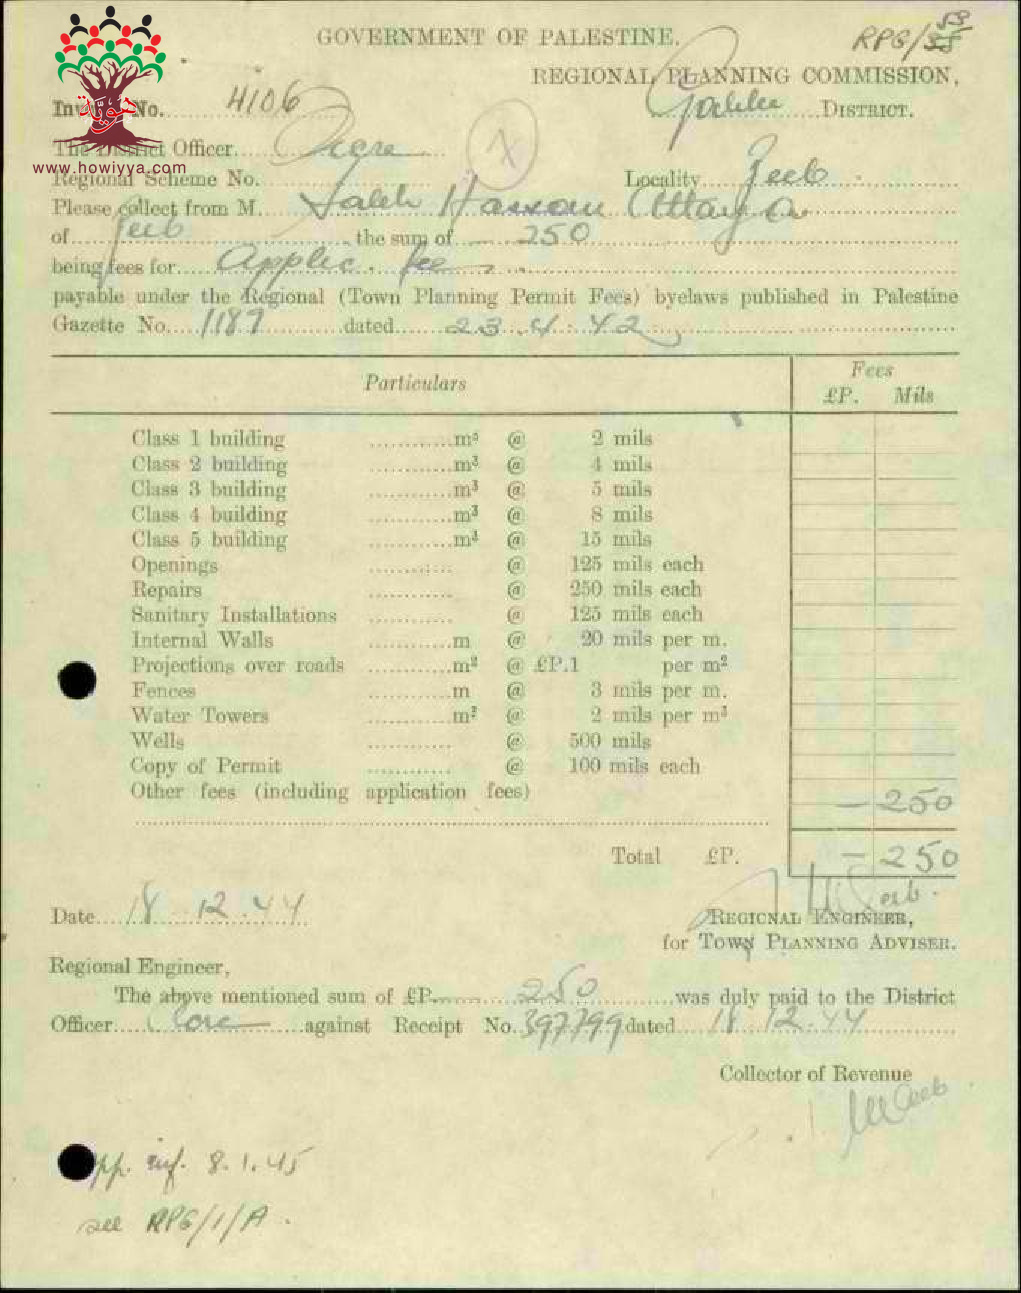 GOVERNMENT OF PALESTINE.
RPG/53
REGIONAL PLANNING COMMISSION,
Invoice No. 4106
Galilee DISTRICT.
هوية
The District Officer. Acre
www.howiyya.com
Regional Scheme No. Locality Zeeb
Please collect from M. Saleh Hassan Attaya
of Zeeb the sum of — 250
being fees for Applic. fee
payable under the Regional (Town Planning Permit Fees) byelaws published in Palestine
Gazette No. 1189 dated 23.4.42
Particulars Fees
£P. Mils
Class 1 building m³ @ 2 mils
Class 2 building m³ @ 4 mils
Class 3 building m³ @ 5 mils
Class 4 building m³ @ 8 mils
Class 5 building m³ @ 15 mils
Openings @ 125 mils each
Repairs @ 250 mils each
Sanitary Installations @ 125 mils each
Internal Walls m @ 20 mils per m.
Projections over roads m² @ £P.1 per m²
Fences m @ 3 mils per m.
Water Towers m³ @ 2 mils per m³
Wells @ 500 mils
Copy of Permit @ 100 mils each
Other fees (including application fees) — 250
Total £P. — 250
Date 18.12.44
REGIONAL ENGINEER,
for TOWN PLANNING ADVISER.
Regional Engineer,
The above mentioned sum of £P. 250 was duly paid to the District
Officer Acre against Receipt No. 397799 dated 18.12.44
Collector of Revenue
App. inf. 8.1.45
see RPG/1/A.